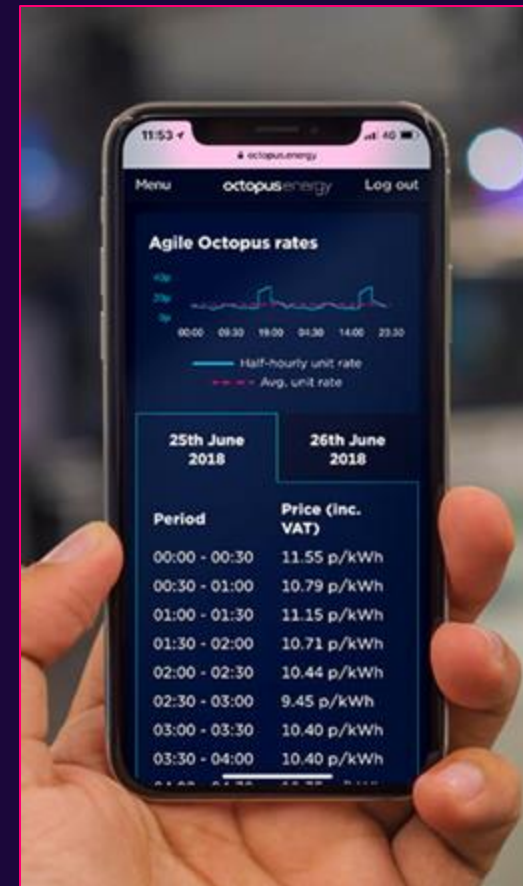 11:53
4G
octopus.energy
Menu octopusenergy Log out
Agile Octopus rates
00:00 09:30 19:00 04:30 14:00 23:30
Half-hourly unit rate
Avg. unit rate
25th June
2018
26th June
2018
Period
Price (inc.
VAT)
00:00 - 00:30 11.55 p/kWh
00:30 - 01:00 10.79 p/kWh
01:00 - 01:30 11.15 p/kWh
01:30 - 02:00 10.71 p/kWh
02:00 - 02:30 10.44 p/kWh
02:30 - 03:00 9.45 p/kWh
03:00 - 03:30 10.40 p/kWh
03:30 - 04:00 10.40 p/kWh